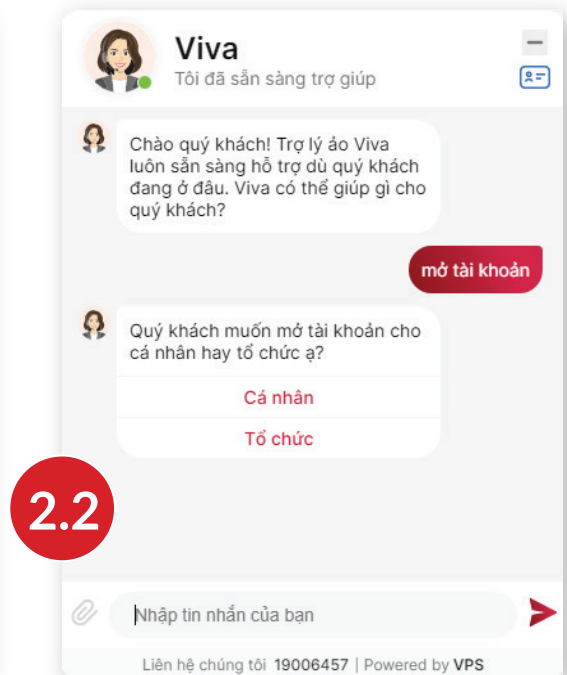 Viva
Tôi đã sẵn sàng trợ giúp
Chào quý khách! Trợ lý ảo Viva
luôn sẵn sàng hỗ trợ dù quý khách
đang ở đâu. Viva có thể giúp gì cho
quý khách?
mở tài khoản
Quý khách muốn mở tài khoản cho
cá nhân hay tổ chức ạ?
Cá nhân
Tổ chức
2.2
Nhập tin nhắn của bạn
Liên hệ chúng tôi 19006457 | Powered by VPS